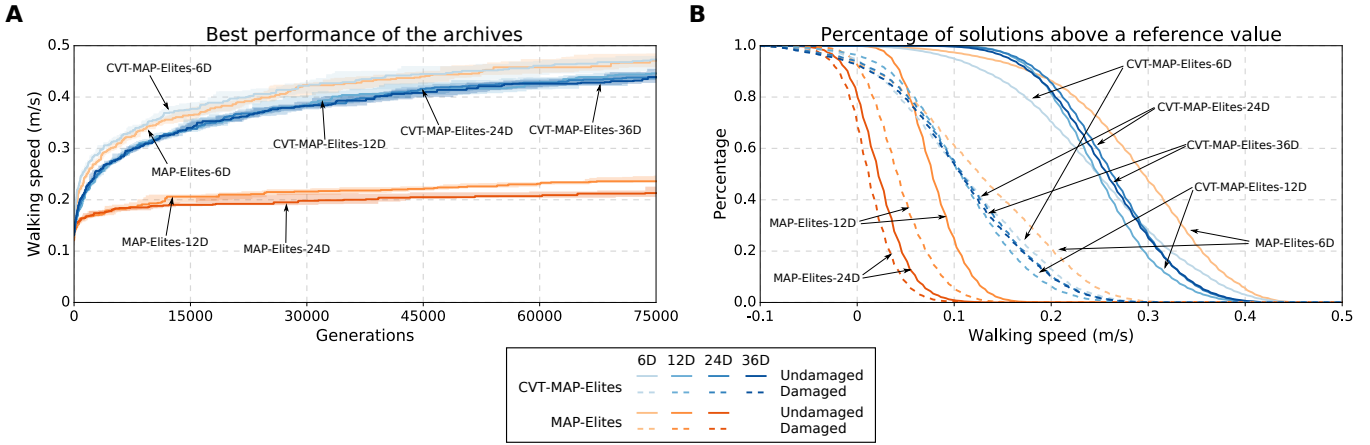 A
Best performance of the archives
Walking speed (m/s)
0.5
0.4
0.3
0.2
0.1
0
0
15000
30000
45000
60000
75000
Generations
CVT-MAP-Elites-6D
MAP-Elites-6D
CVT-MAP-Elites-12D
CVT-MAP-Elites-24D
CVT-MAP-Elites-36D
MAP-Elites-12D
MAP-Elites-24D
B
Percentage of solutions above a reference value
Percentage
1.0
0.8
0.6
0.4
0.2
0.0
-0.1
0
0.1
0.2
0.3
0.4
0.5
Walking speed (m/s)
CVT-MAP-Elites-6D
CVT-MAP-Elites-24D
CVT-MAP-Elites-36D
CVT-MAP-Elites-12D
MAP-Elites-6D
MAP-Elites-12D
MAP-Elites-24D
6D 12D 24D 36D
CVT-MAP-Elites
Undamaged
Damaged
MAP-Elites
Undamaged
Damaged